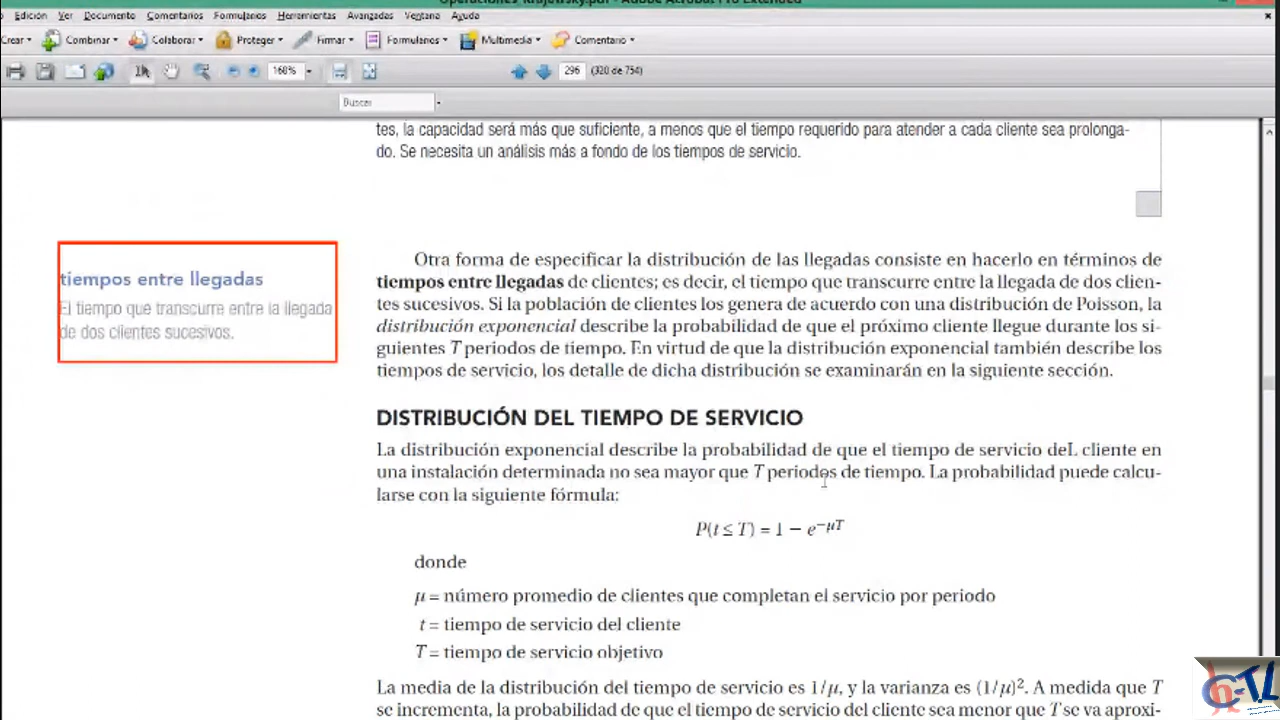 Operaciones_Krajewsky.pdf - Adobe Acrobat Pro Extended
Edición Ver Documento Comentarios Formularios Herramientas Avanzadas Ventana Ayuda
Crear Combinar Colaborar Proteger Firmar Formularios Multimedia Comentario
160% 296 (320 de 754)
Buscar
tes, la capacidad será más que suficiente, a menos que el tiempo requerido para atender a cada cliente sea prolonga-
do. Se necesita un análisis más a fondo de los tiempos de servicio.
tiempos entre llegadas
El tiempo que transcurre entre la llegada
de dos clientes sucesivos.
Otra forma de especificar la distribución de las llegadas consiste en hacerlo en términos de
tiempos entre llegadas de clientes; es decir, el tiempo que transcurre entre la llegada de dos clien-
tes sucesivos. Si la población de clientes los genera de acuerdo con una distribución de Poisson, la
distribución exponencial describe la probabilidad de que el próximo cliente llegue durante los si-
guientes T periodos de tiempo. En virtud de que la distribución exponencial también describe los
tiempos de servicio, los detalle de dicha distribución se examinarán en la siguiente sección.
DISTRIBUCIÓN DEL TIEMPO DE SERVICIO
La distribución exponencial describe la probabilidad de que el tiempo de servicio deL cliente en
una instalación determinada no sea mayor que T periodos de tiempo. La probabilidad puede calcu-
larse con la siguiente fórmula:
P(t ≤ T) = 1 − e^−μT
donde
μ = número promedio de clientes que completan el servicio por periodo
t = tiempo de servicio del cliente
T = tiempo de servicio objetivo
La media de la distribución del tiempo de servicio es 1/μ, y la varianza es (1/μ)². A medida que T
se incrementa, la probabilidad de que el tiempo de servicio del cliente sea menor que T se va aproxi-